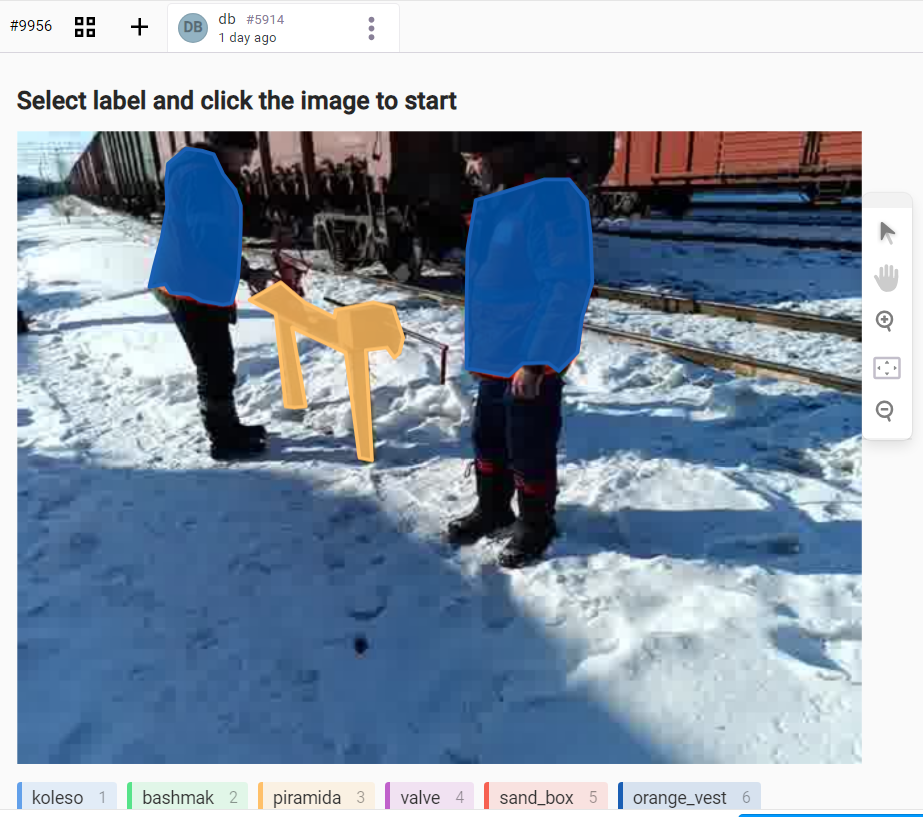 #9956
DB
db #5914
1 day ago
Select label and click the image to start
koleso 1 bashmak 2 piramida 3 valve 4 sand_box 5 orange_vest 6